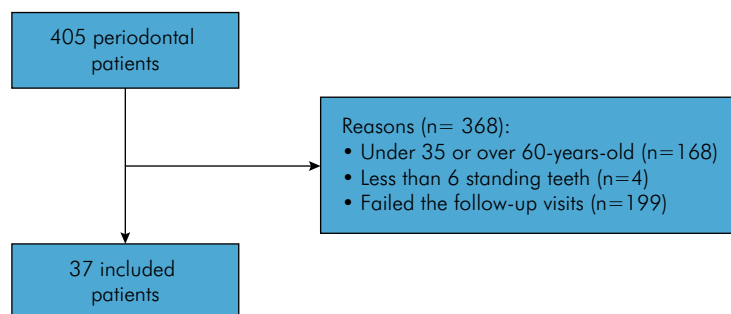 405 periodontal
patients
Reasons (n= 368):
• Under 35 or over 60-years-old (n=168)
• Less than 6 standing teeth (n=4)
• Failed the follow-up visits (n=199)
37 included
patients